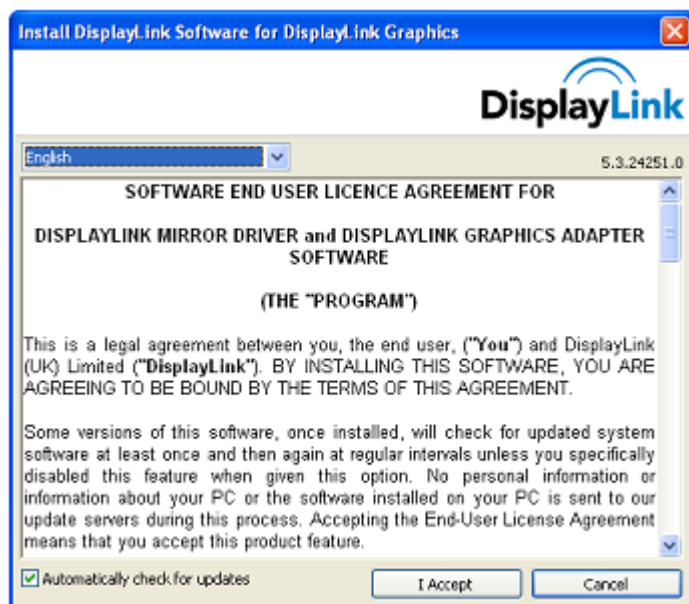 Install DisplayLink Software for DisplayLink Graphics
DisplayLink
English
5.3.24251.0
SOFTWARE END USER LICENCE AGREEMENT FOR
DISPLAYLINK MIRROR DRIVER and DISPLAYLINK GRAPHICS ADAPTER
SOFTWARE
(THE "PROGRAM")
This is a legal agreement between you, the end user, ("You") and DisplayLink
(UK) Limited ("DisplayLink"). BY INSTALLING THIS SOFTWARE, YOU ARE
AGREEING TO BE BOUND BY THE TERMS OF THIS AGREEMENT.
Some versions of this software, once installed, will check for updated system
software at least once and then again at regular intervals unless you specifically
disabled this feature when given this option. No personal information or
information about your PC or the software installed on your PC is sent to our
update servers during this process. Accepting the End-User License Agreement
means that you accept this product feature.
Automatically check for updates
I Accept
Cancel